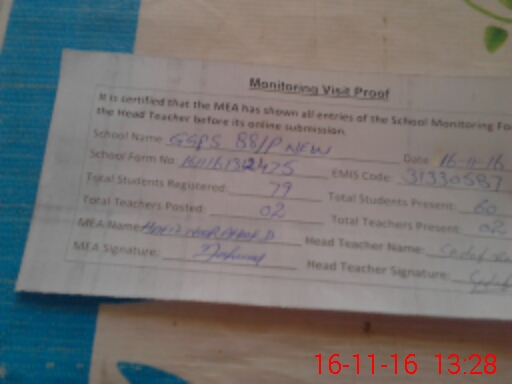 Monitoring Visit Proof
It is certified that the MEA has shown all entries of the School Monitoring Fo
the Head Teacher before its online submission.
School Name GGPS 88/P NEW Date 16-11-16
School Form No: EMIS Code: 31330587
Total Students Registered: 79 Total Students Present: 60
Total Teachers Posted: 02 Total Teachers Present: 02
MEA Name: Head Teacher Name:
MEA Signature: Head Teacher Signature:
16-11-16 13:28